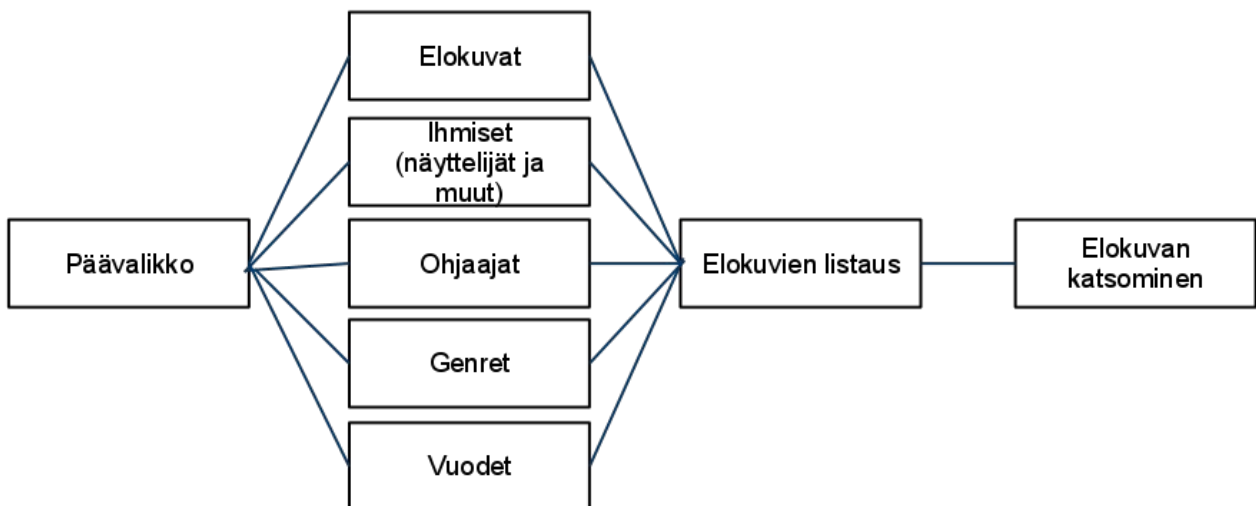 Elokuvat
Ihmiset
(näyttelijät ja
muut)
Päävalikko
Ohjaajat
Elokuvien listaus
Elokuvan
katsominen
Genret
Vuodet